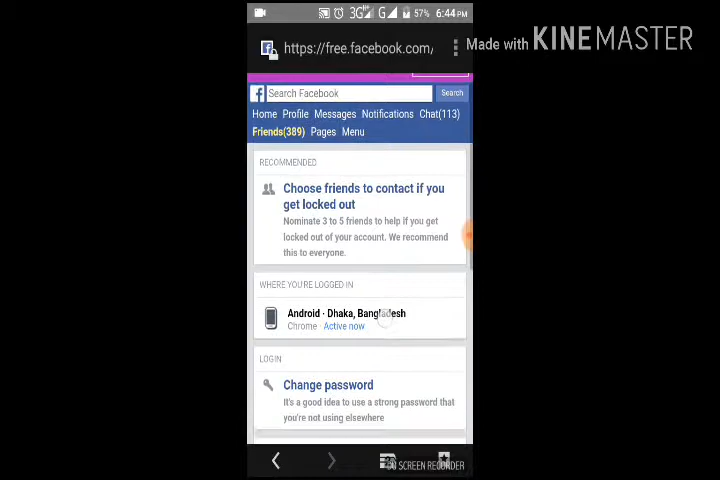 3G G 57% 6:44 PM
https://free.facebook.com/
Made with KINEMASTER
Search Facebook Search
Home Profile Messages Notifications Chat(113)
Friends(389) Pages Menu
RECOMMENDED
Choose friends to contact if you
get locked out
Nominate 3 to 5 friends to help if you get
locked out of your account. We recommend
this to everyone.
WHERE YOU'RE LOGGED IN
Android · Dhaka, Bangladesh
Chrome · Active now
LOGIN
Change password
It's a good idea to use a strong password that
you're not using elsewhere
SCREEN RECORDER